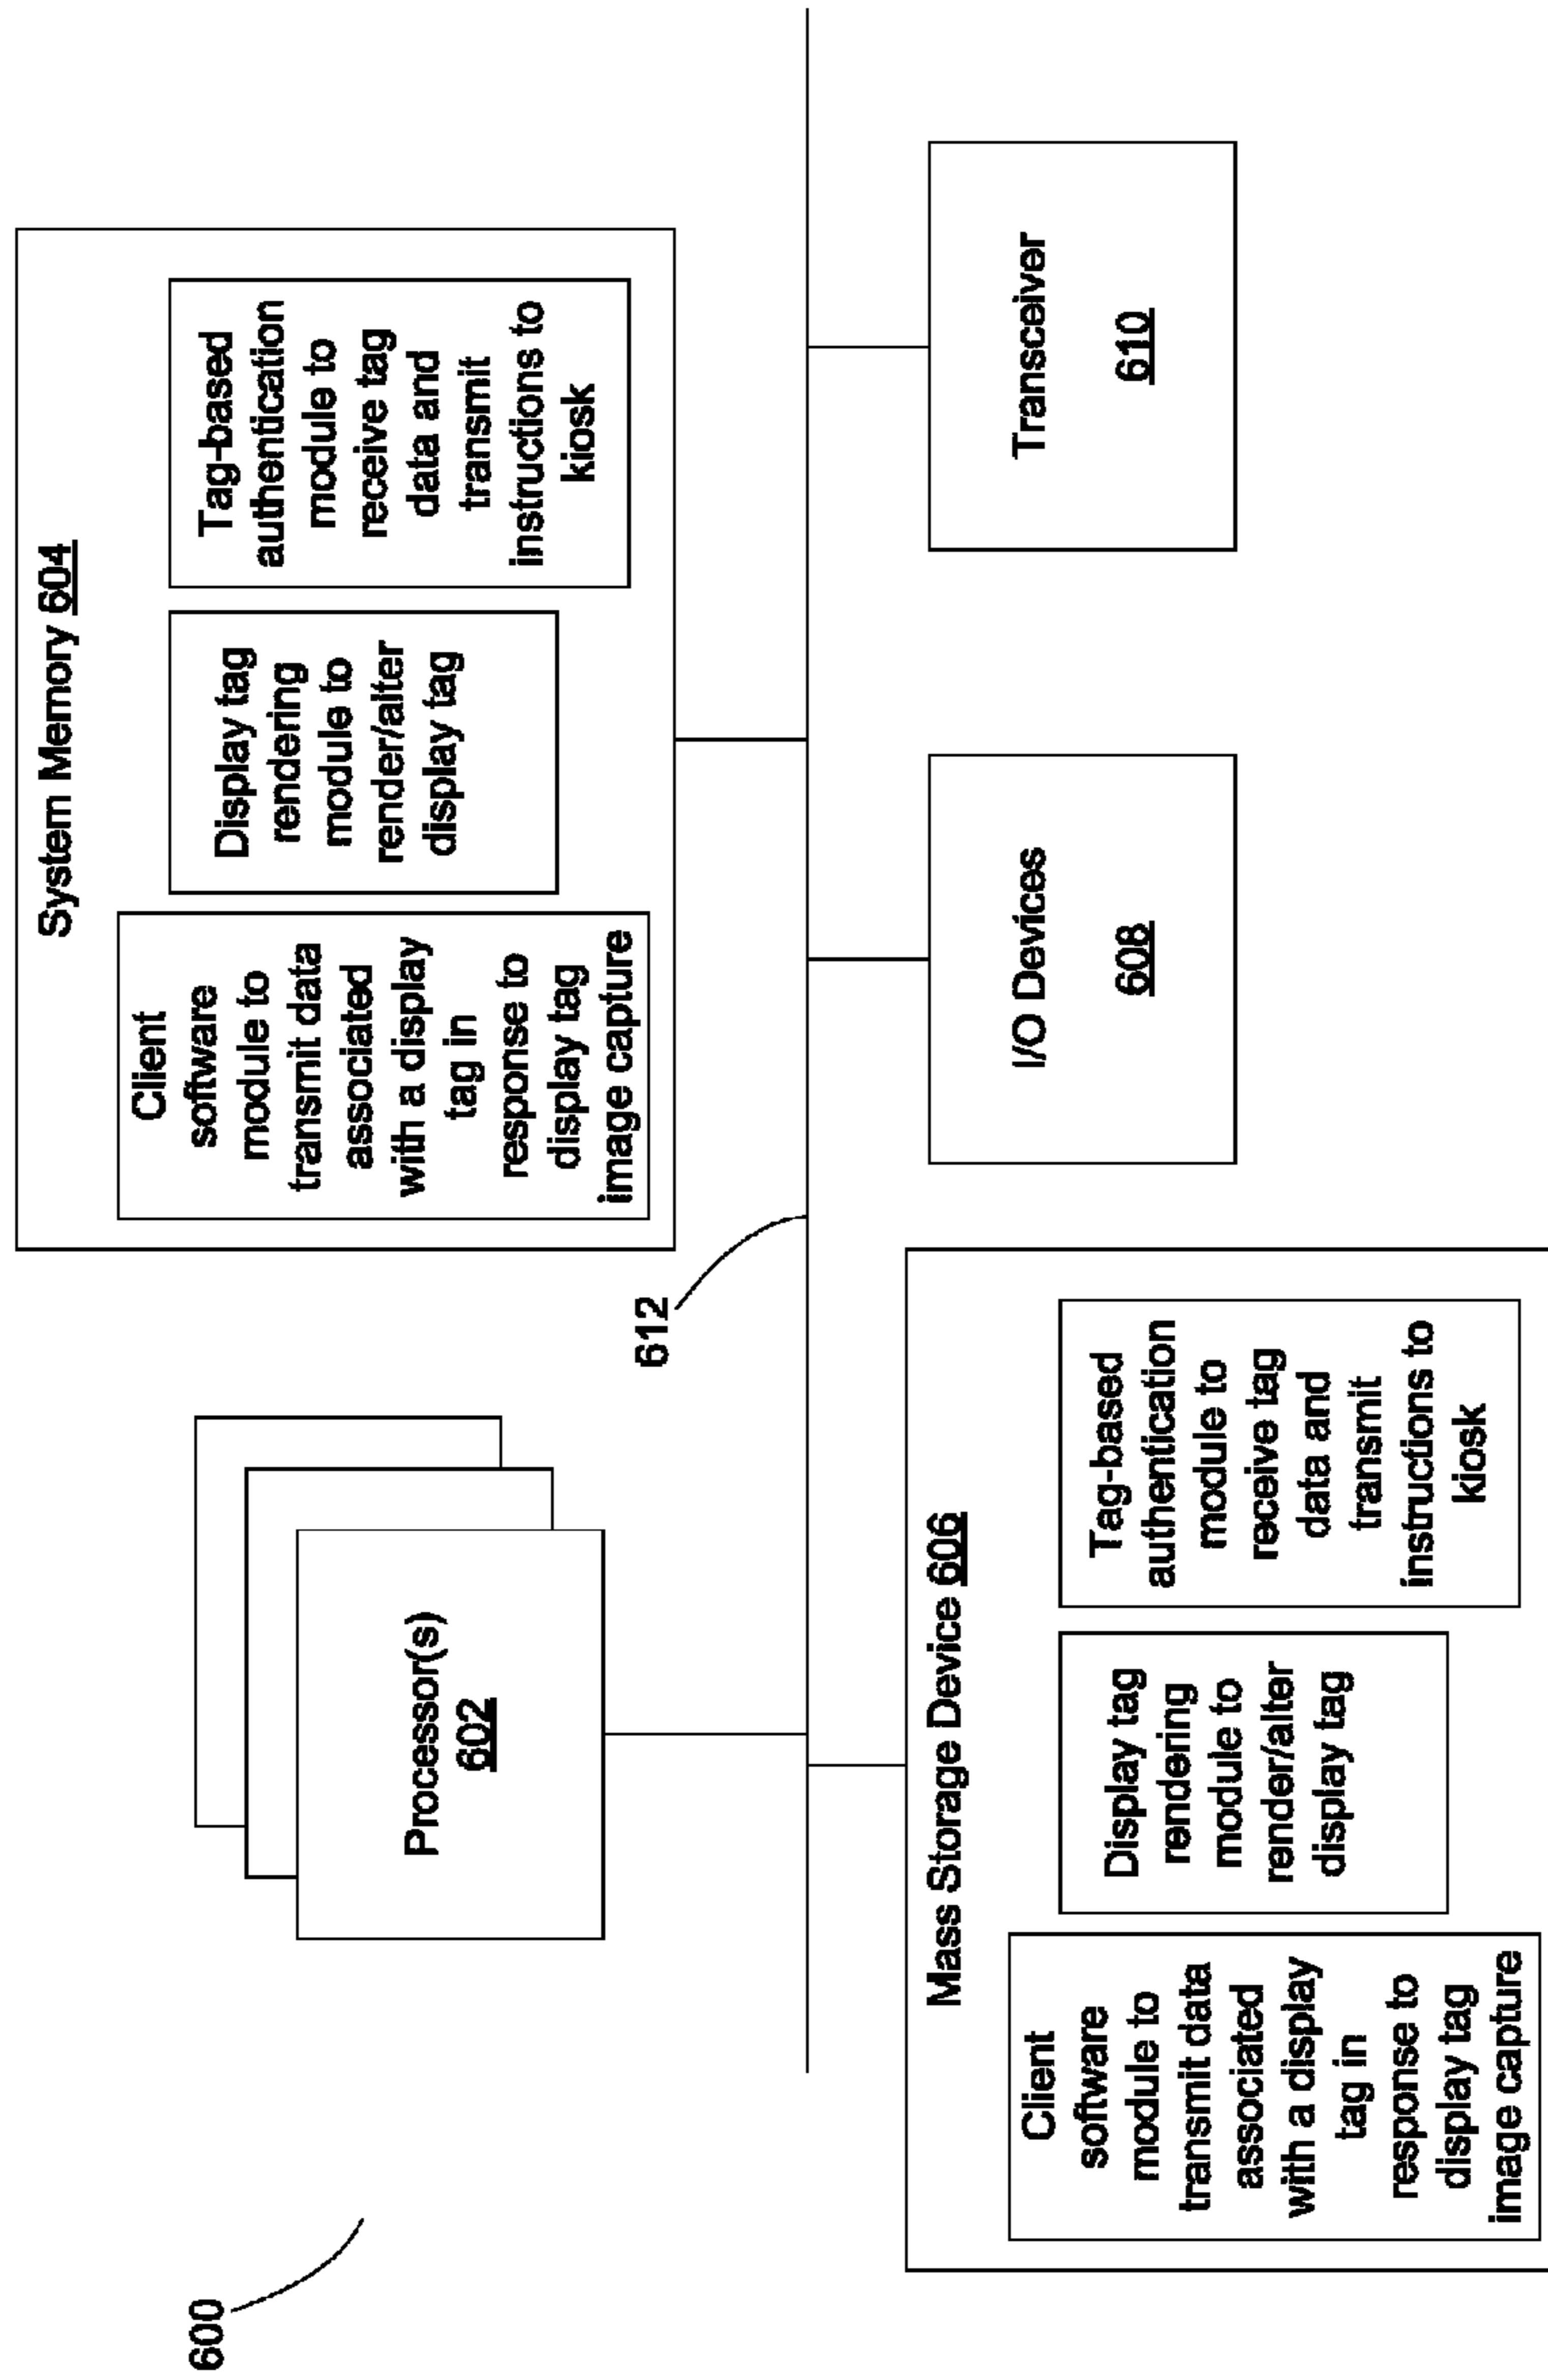 600
Processor(s)
602
System Memory 604
Client
software
module to
transmit data
associated
with a display
tag in
response to
display tag
image capture
Display tag
rendering
module to
render/alter
display tag
Tag-based
authentication
module to
receive tag
data and
transmit
instructions to
kiosk
612
Mass Storage Device 606
Client
software
module to
transmit data
associated
with a display
tag in
response to
display tag
image capture
Display tag
rendering
module to
render/alter
display tag
Tag-based
authentication
module to
receive tag
data and
transmit
instructions to
kiosk
I/O Devices
608
Transceiver
610